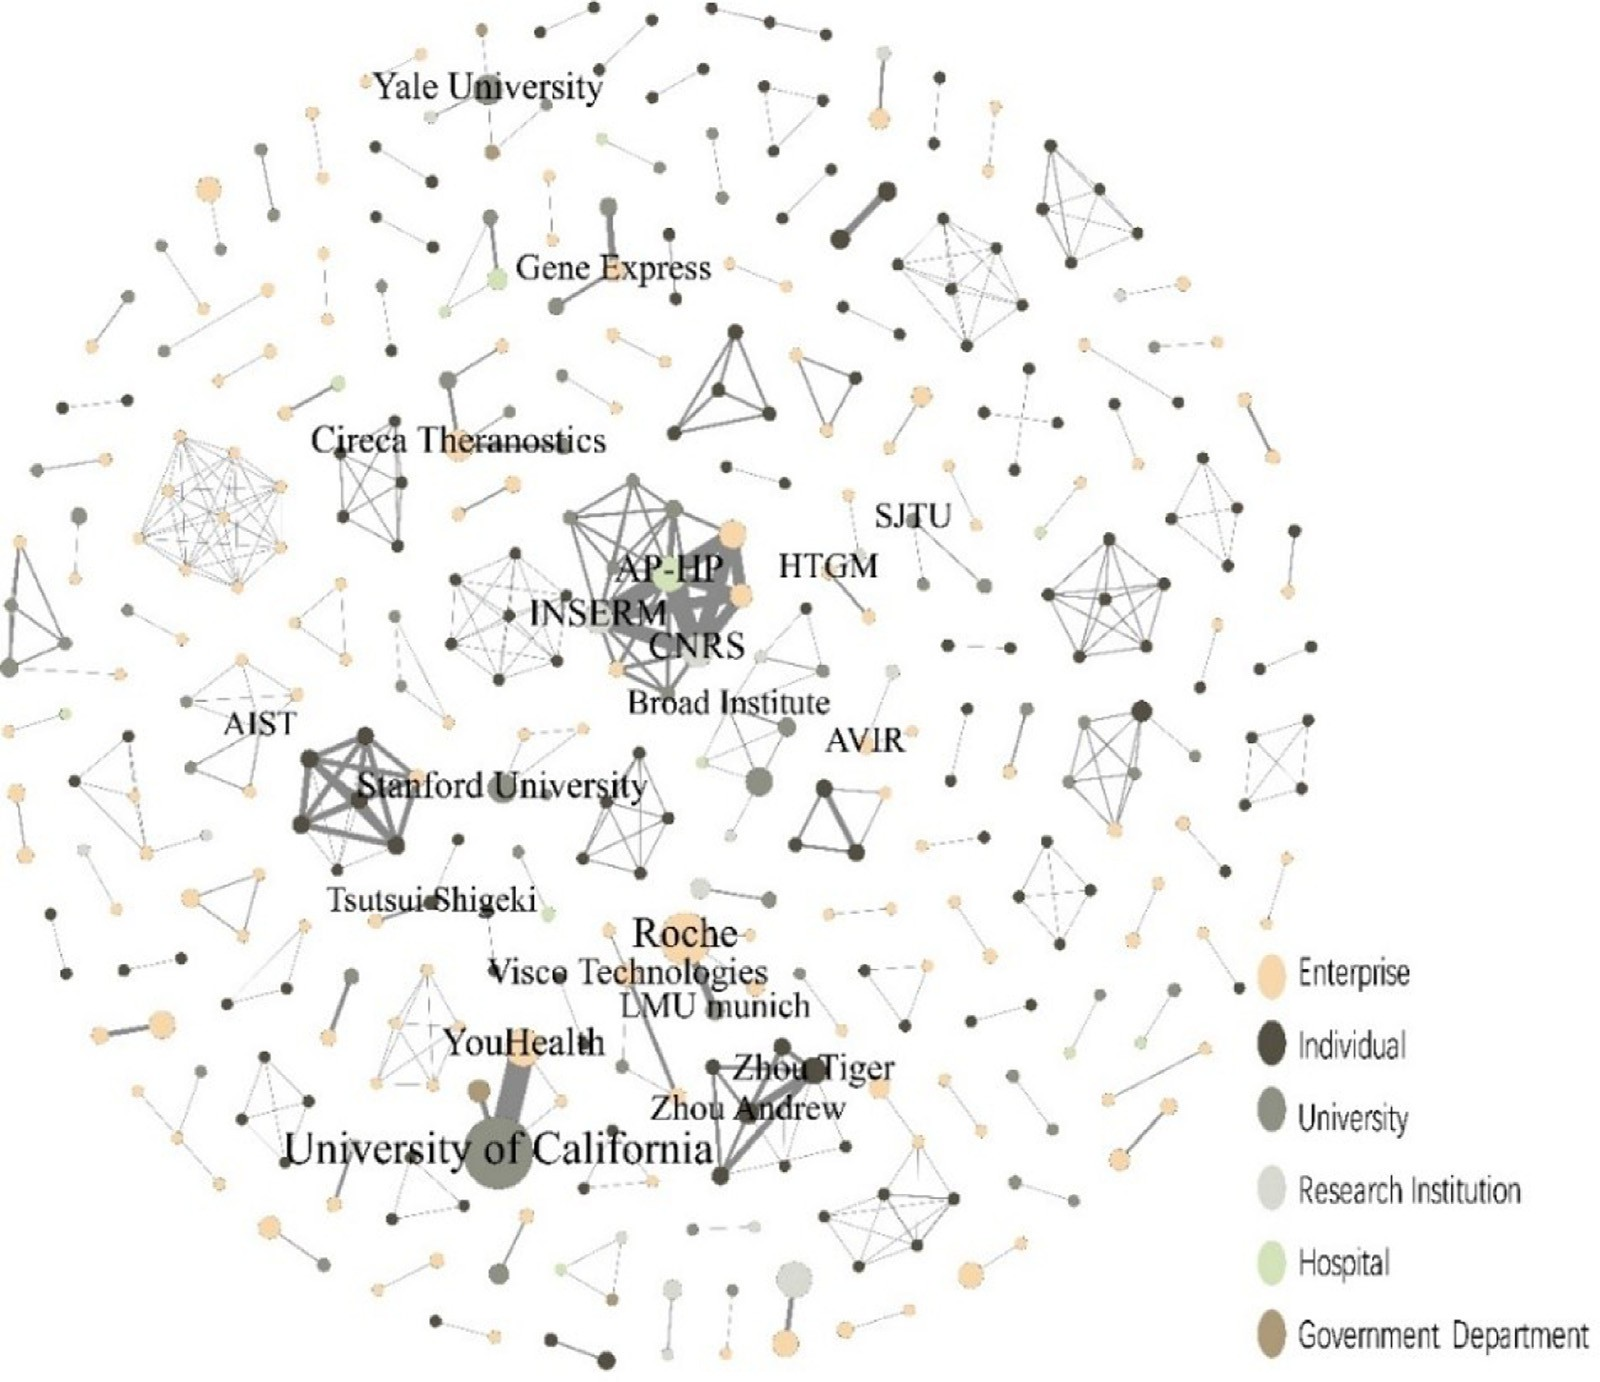 Yale University
Gene Express
Cireca Theranostics
SJTU
AP-HP
HTGM
INSERM
CNRS
Broad Institute
AIST
AVIR
Stanford University
Tsutsui Shigeki
Roche
Visco Technologies
LMU munich
YouHealth
Zhou Tiger
Zhou Andrew
University of California
Enterprise
Individual
University
Research Institution
Hospital
Government Department